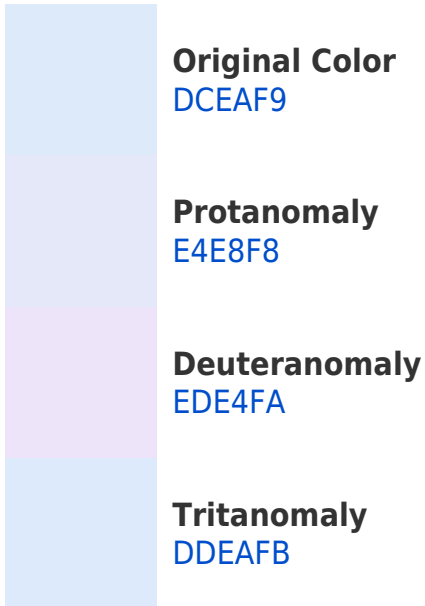 Original Color
DCEAF9
Protanomaly
E4E8F8
Deuteranomaly
EDE4FA
Tritanomaly
DDEAFB